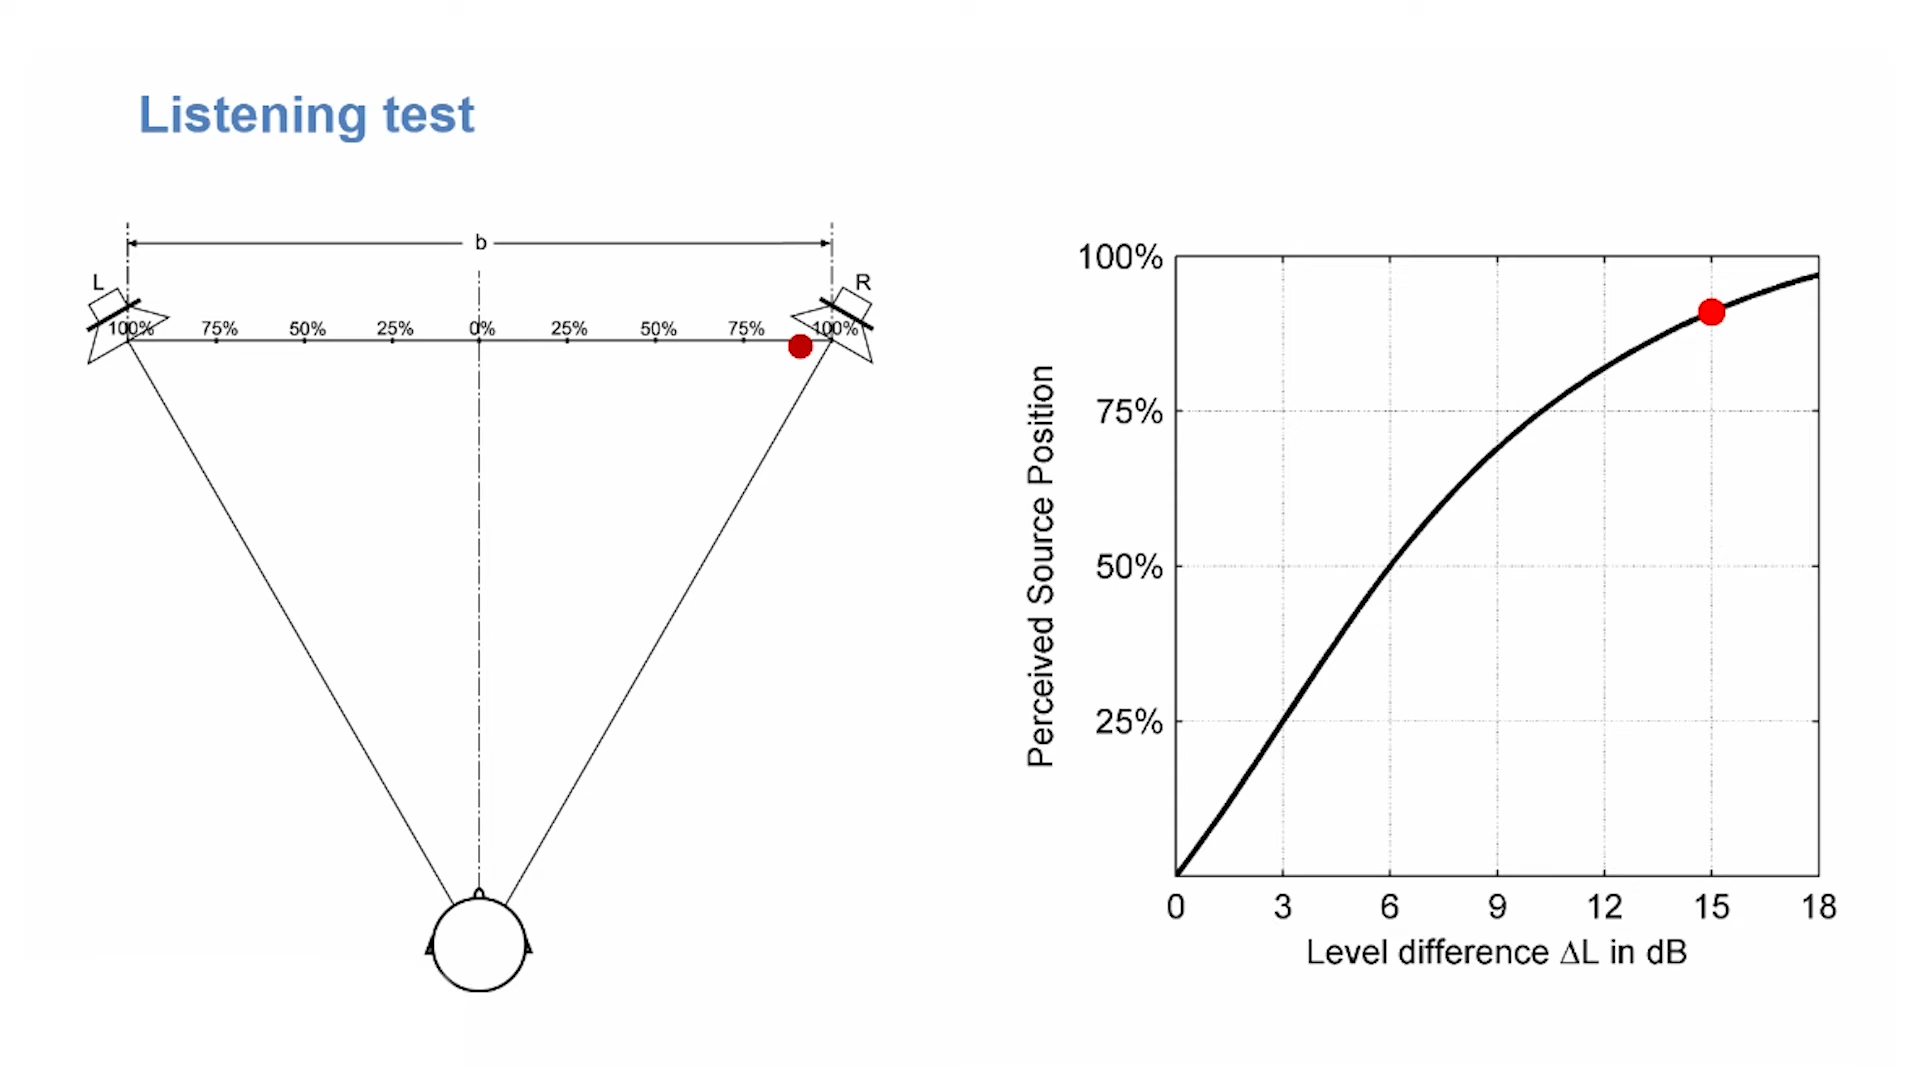 Listening test
b
L
R
100% 75% 50% 25% 0% 25% 50% 75% 100%
100%
75%
50%
25%
Perceived Source Position
0 3 6 9 12 15 18
Level difference ΔL in dB